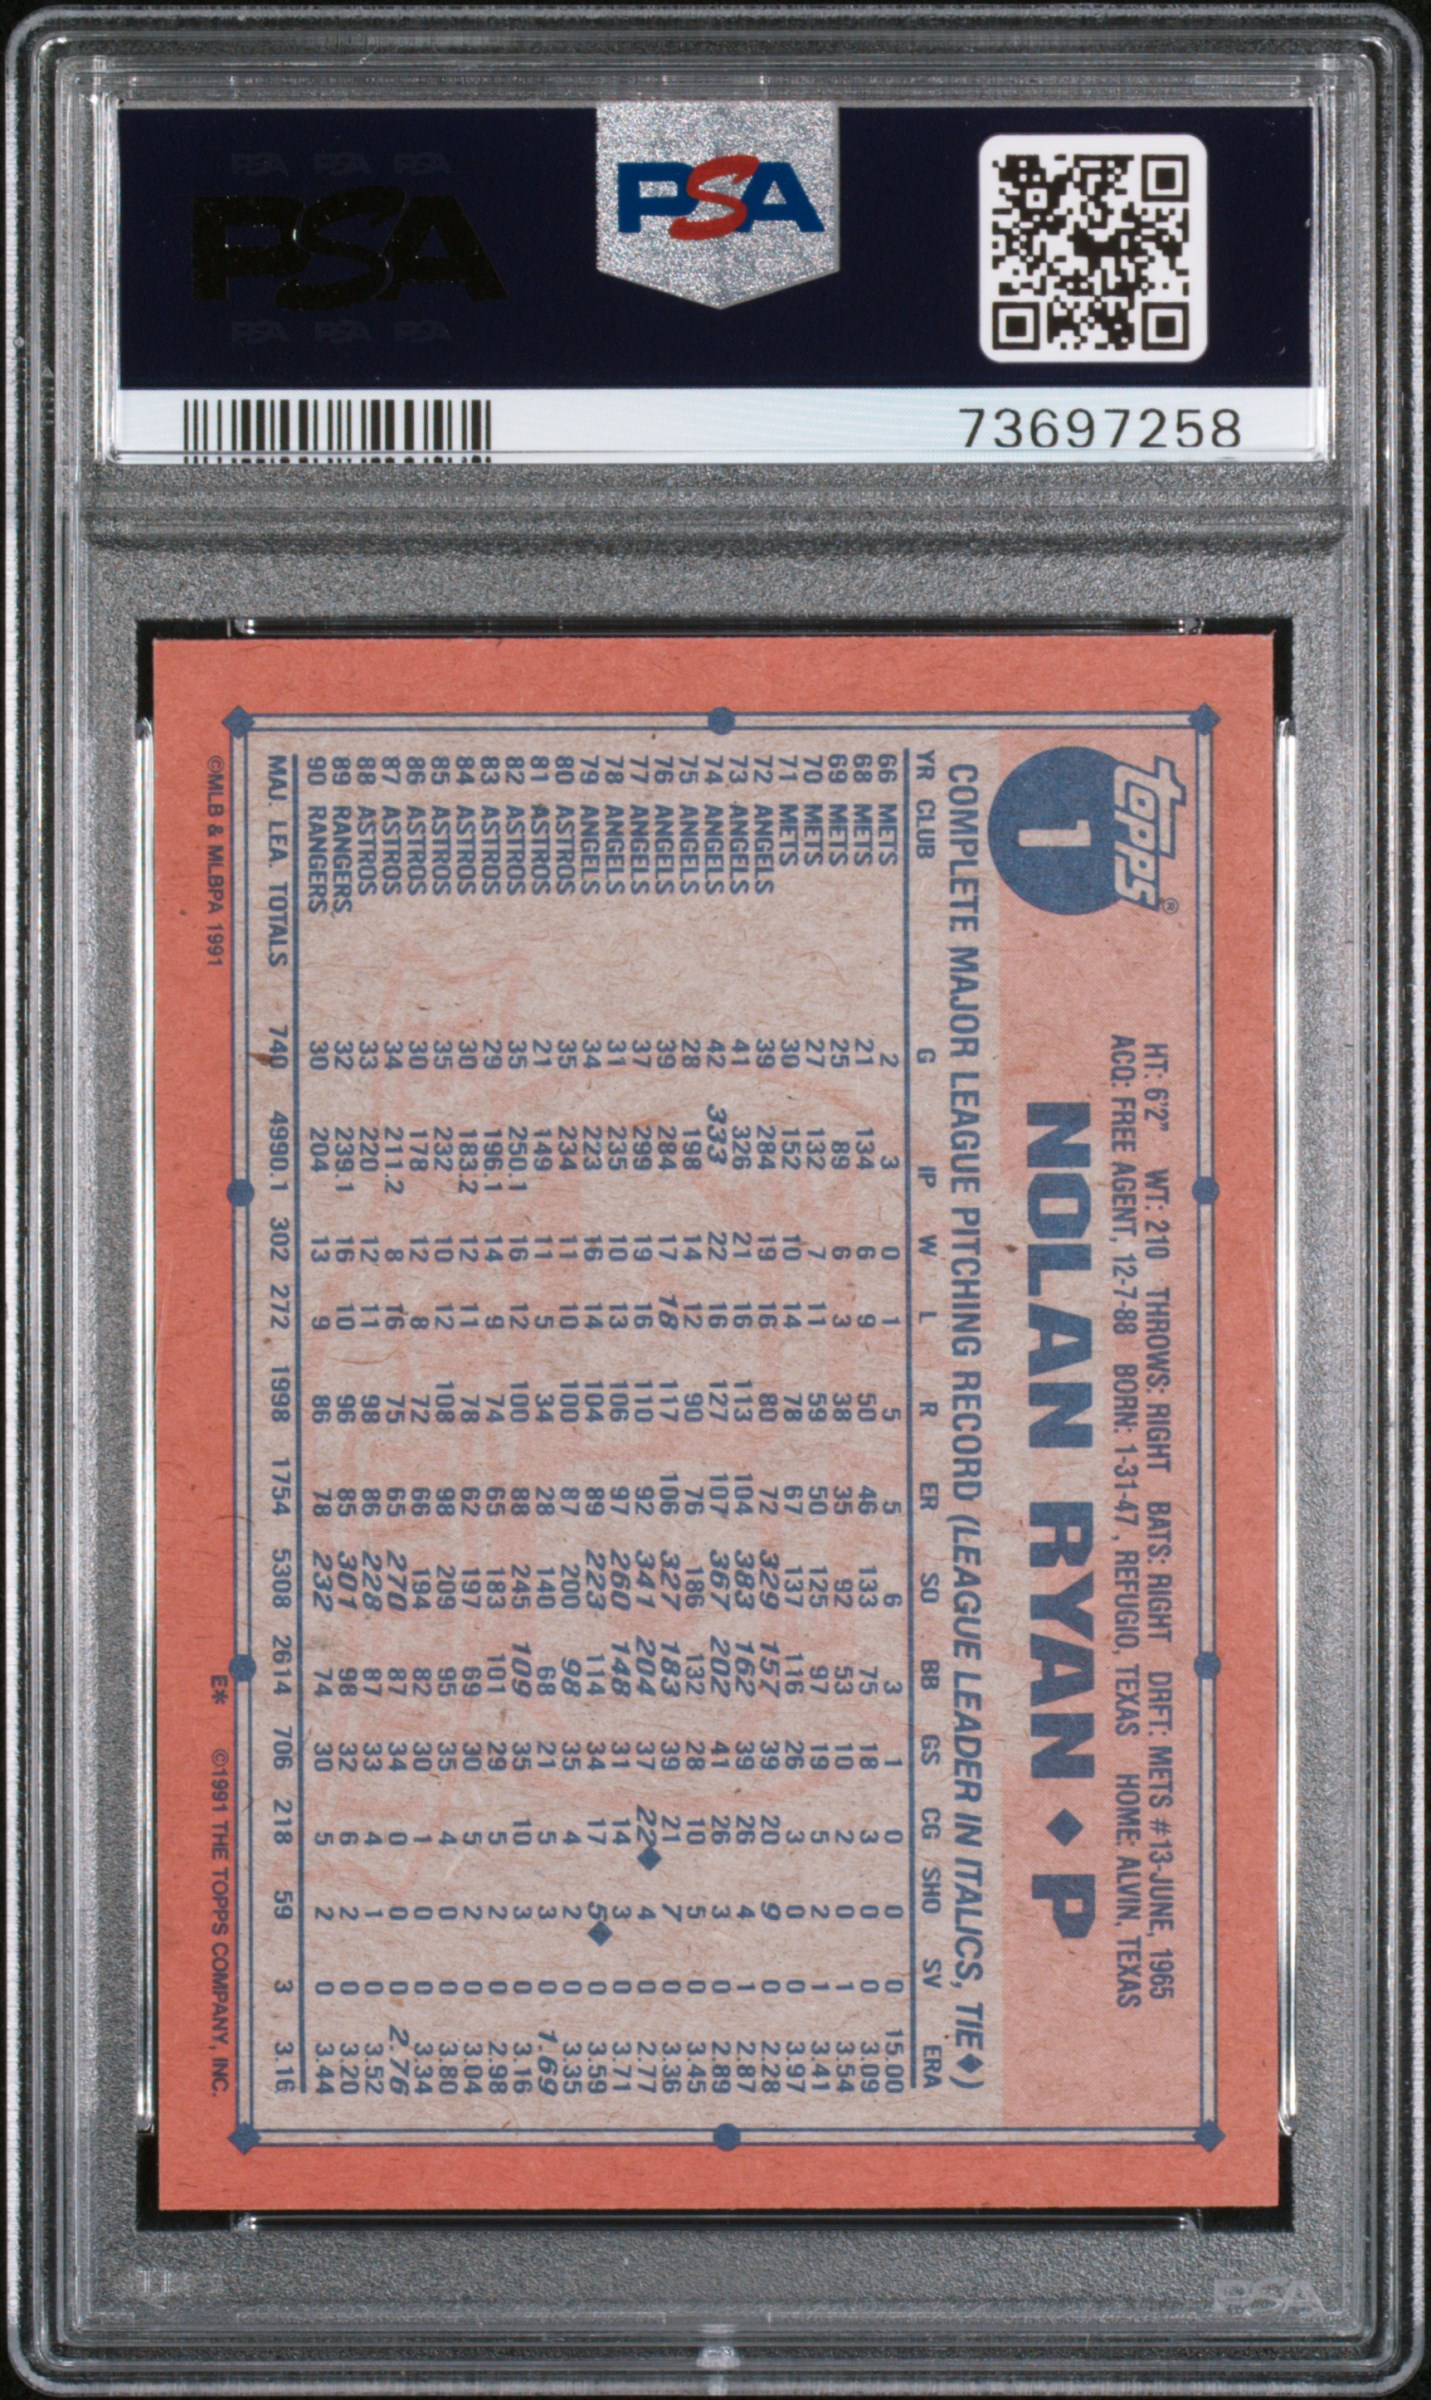 PSA PSA PSA
PSA
PSA PSA PSA
PSA
73697258
Topps®
1
HT: 6'2" WT: 210 THROWS: RIGHT BATS: RIGHT DRFT: METS #13-JUNE, 1965
ACQ: FREE AGENT, 12-7-88 BORN: 1-31-47, REFUGIO, TEXAS HOME: ALVIN, TEXAS
NOLAN RYAN ◆ P
COMPLETE MAJOR LEAGUE PITCHING RECORD (LEAGUE LEADER IN ITALICS, TIE◆)
YR CLUB G IP W L R ER SO BB GS CG SHO SV ERA
66 METS 2 3 0 1 5 5 6 3 1 0 0 0 15.00
68 METS 21 134 6 9 50 46 133 75 18 3 0 0 3.09
69 METS 25 89 6 3 38 35 92 53 10 2 0 1 3.54
70 METS 27 132 7 11 59 50 125 97 19 5 2 1 3.41
71 METS 30 152 10 14 78 67 137 116 26 3 0 0 3.97
72 ANGELS 39 284 19 16 80 72 329 157 39 20 9 0 2.28
73 ANGELS 41 326 21 16 113 104 383 162 39 26 4 1 2.87
74 ANGELS 42 333 22 16 127 107 367 202 41 26 3 0 2.89
75 ANGELS 28 198 14 12 90 76 186 132 28 10 5 0 3.45
76 ANGELS 39 284 17 18 117 106 327 183 39 21 7 0 3.36
77 ANGELS 37 299 19 16 110 92 341 204 37 22◆ 4 0 2.77
78 ANGELS 31 235 10 13 106 97 260 148 31 14 3 0 3.71
79 ANGELS 34 223 16 14 104 89 223 114 34 17 5◆ 0 3.59
80 ASTROS 35 234 11 10 100 87 200 98 35 4 2 0 3.35
81 ASTROS 21 149 11 5 34 28 140 68 21 5 3 0 1.69
82 ASTROS 35 250.1 16 12 100 88 245 109 35 10 3 0 3.16
83 ASTROS 29 196.1 14 9 74 65 183 101 29 5 2 0 2.98
84 ASTROS 30 183.2 12 11 78 62 197 69 30 5 2 0 3.04
85 ASTROS 35 232 10 12 108 98 209 95 35 4 0 0 3.80
86 ASTROS 30 178 12 8 72 66 194 82 30 1 0 0 3.34
87 ASTROS 34 211.2 8 16 75 65 270 87 34 0 0 0 2.76
88 ASTROS 33 220 12 11 98 86 228 87 33 4 1 0 3.52
89 RANGERS 32 239.1 16 10 96 85 301 98 32 6 2 0 3.20
90 RANGERS 30 204 13 9 86 78 232 74 30 5 2 0 3.44
MAJ. LEA. TOTALS 740 4990.1 302 272 1998 1754 5308 2614 706 218 59 3 3.16
©MLB & MLBPA 1991 E* ©1991 THE TOPPS COMPANY, INC.
PSA